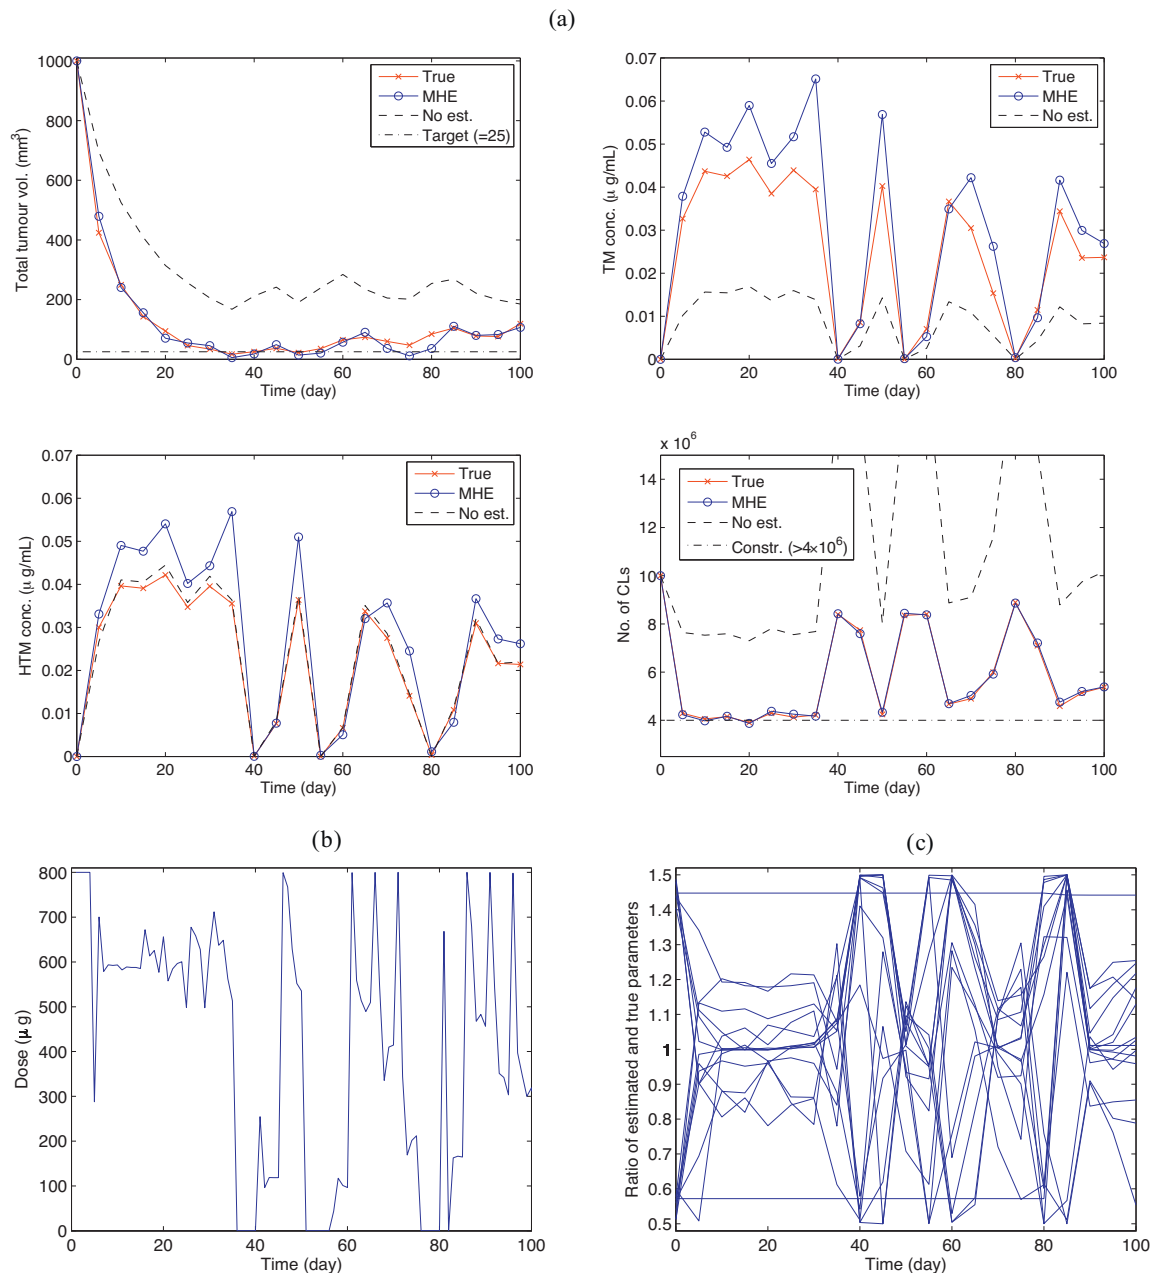 (a)
1000
800
600
400
200
0
0
20
40
60
80
100
Total tumour vol. (mm³)
Time (day)
True
MHE
No est.
Target (=25)
0.07
0.06
0.05
0.04
0.03
0.02
0.01
0
0
20
40
60
80
100
TM conc. (μ g/mL)
Time (day)
True
MHE
No est.
0.07
0.06
0.05
0.04
0.03
0.02
0.01
0
0
20
40
60
80
100
HTM conc. (μ g/mL)
Time (day)
True
MHE
No est.
x 10⁶
14
12
10
8
6
4
0
20
40
60
80
100
No. of CLs
Time (day)
True
MHE
No est.
Constr. (>4×10⁶)
(b)
800
700
600
500
400
300
200
100
0
0
20
40
60
80
100
Dose (μ g)
Time (day)
(c)
1.5
1.4
1.3
1.2
1.1
1
0.9
0.8
0.7
0.6
0.5
0
20
40
60
80
100
Ratio of estimated and true parameters
Time (day)